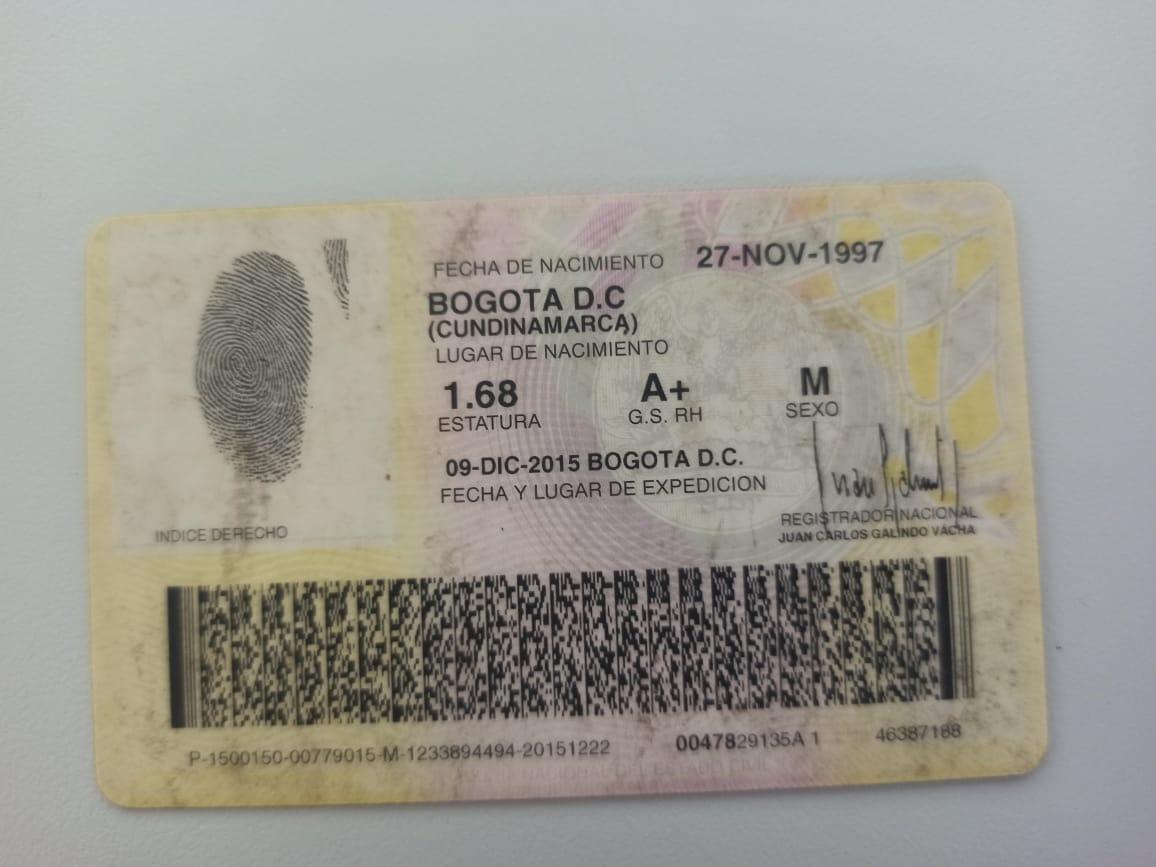 FECHA DE NACIMIENTO 27-NOV-1997
BOGOTA D.C
(CUNDINAMARCA)
LUGAR DE NACIMIENTO
1.68 A+ M
ESTATURA G.S. RH SEXO
09-DIC-2015 BOGOTA D.C.
FECHA Y LUGAR DE EXPEDICION
INDICE DERECHO
REGISTRADOR NACIONAL
JUAN CARLOS GALINDO VACHA
P-1500150-00779015-M-1233894494-20151222 0047829135A 1 46387188